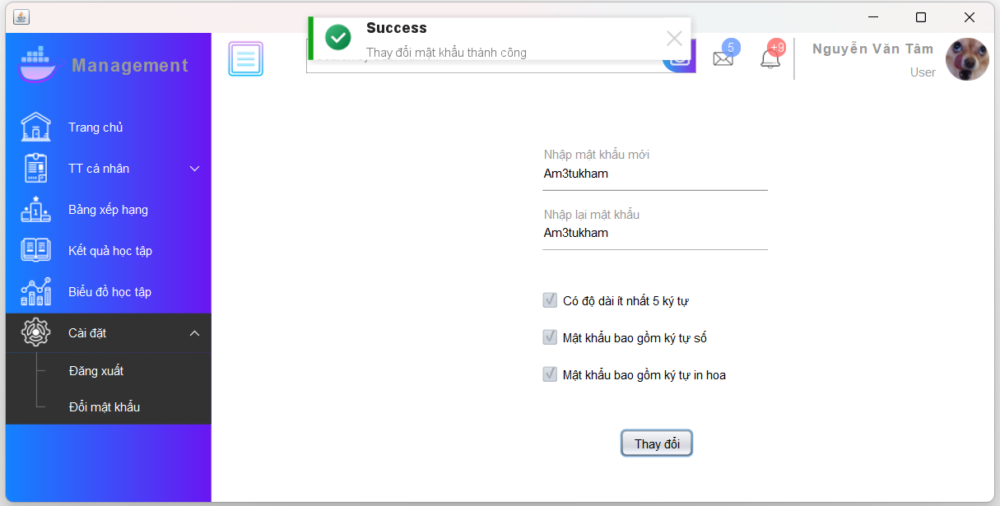 Success
Thay đổi mật khẩu thành công
5
+9
Nguyễn Văn Tâm
User
Management
Trang chủ
TT cá nhân
Bảng xếp hạng
Kết quả học tập
Biểu đồ học tập
Cài đặt
Đăng xuất
Đổi mật khẩu
Nhập mật khẩu mới
Am3tukham
Nhập lại mật khẩu
Am3tukham
Có độ dài ít nhất 5 ký tự
Mật khẩu bao gồm ký tự số
Mật khẩu bao gồm ký tự in hoa
Thay đổi